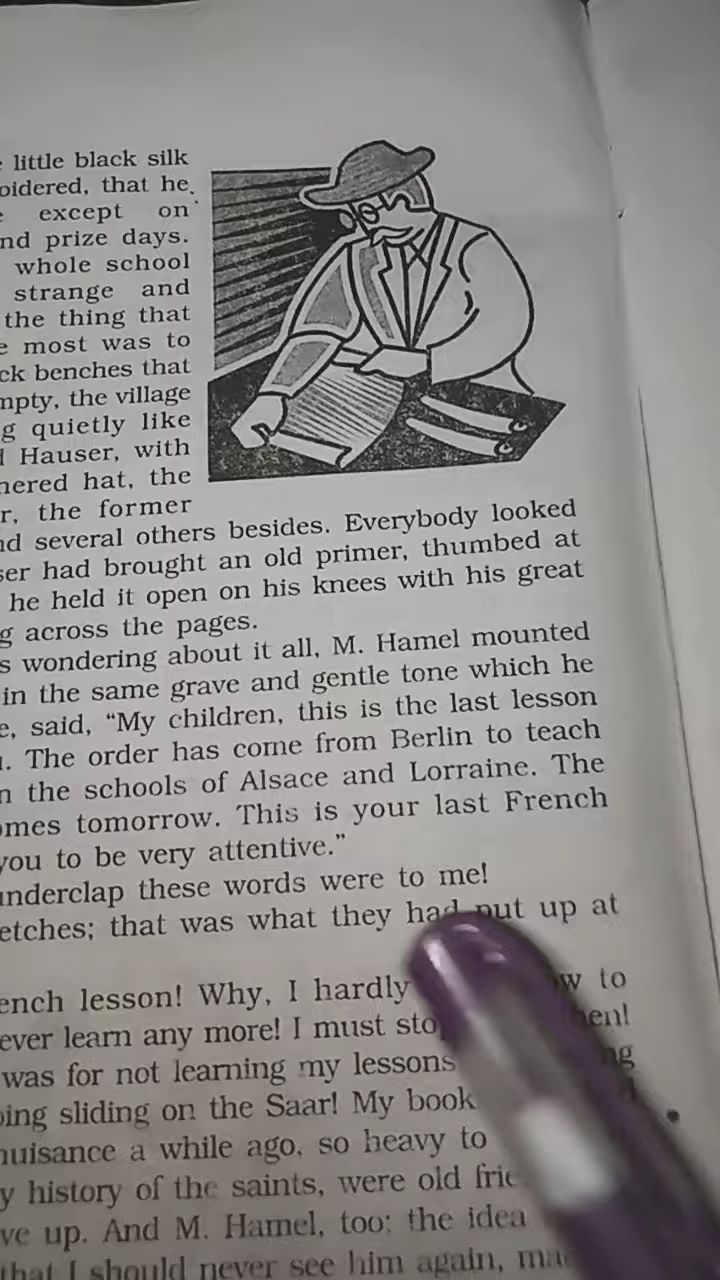 little black silk
oidered, that he
except on
nd prize days.
whole school
strange and
the thing that
e most was to
ck benches that
mpty, the village
g quietly like
Hauser, with
nered hat, the
r, the former
nd several others besides. Everybody looked
ser had brought an old primer, thumbed at
he held it open on his knees with his great
g across the pages.
s wondering about it all, M. Hamel mounted
in the same grave and gentle tone which he
e, said, “My children, this is the last lesson
. The order has come from Berlin to teach
n the schools of Alsace and Lorraine. The
omes tomorrow. This is your last French
you to be very attentive.”
underclap these words were to me!
etches; that was what they had put up at
ench lesson! Why, I hardly w to
ever learn any more! I must sto hen!
was for not learning my lessons ng
ing sliding on the Saar! My book
nuisance a while ago, so heavy to
y history of the saints, were old frie
ve up. And M. Hamel, too; the idea
that I should never see him again, ma